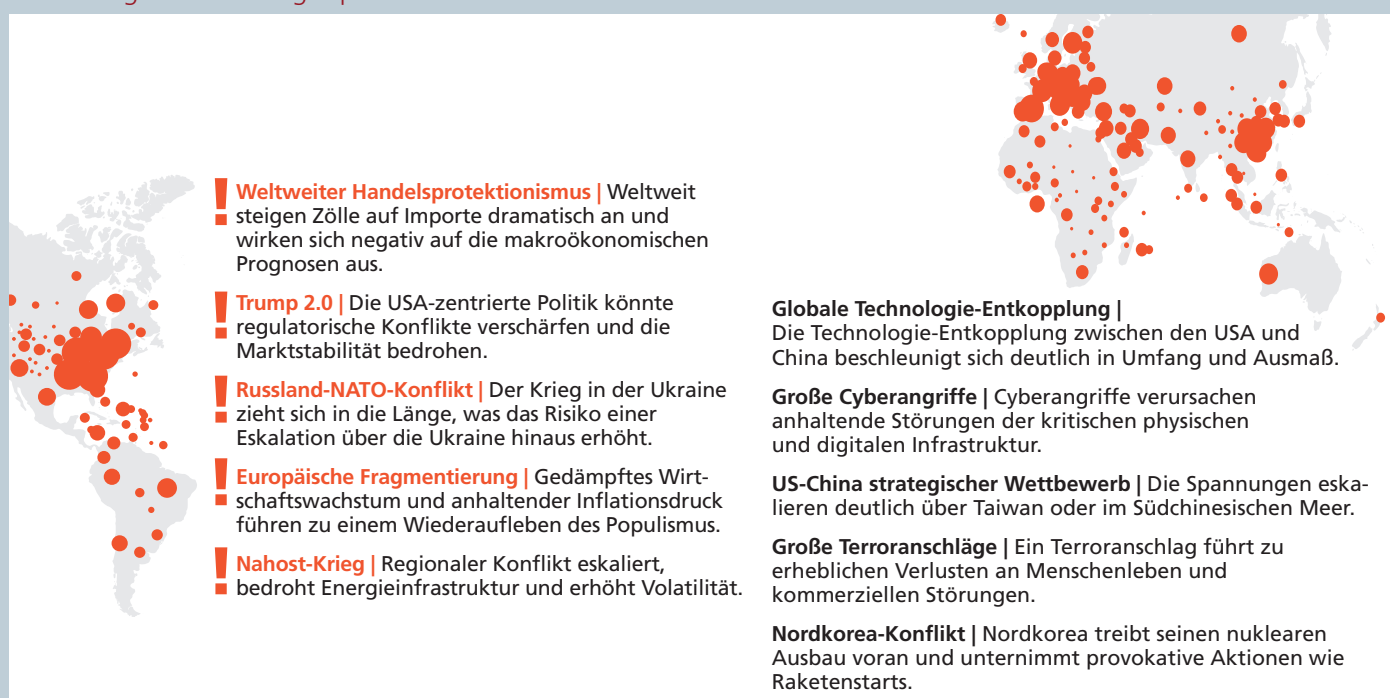 Weltweiter Handelsprotektionismus | Weltweit
steigen Zölle auf Importe dramatisch an und
wirken sich negativ auf die makroökonomischen
Prognosen aus.
Trump 2.0 | Die USA-zentrierte Politik könnte
regulatorische Konflikte verschärfen und die
Marktstabilität bedrohen.
Russland-NATO-Konflikt | Der Krieg in der Ukraine
zieht sich in die Länge, was das Risiko einer
Eskalation über die Ukraine hinaus erhöht.
Europäische Fragmentierung | Gedämpftes Wirt-
schaftswachstum und anhaltender Inflationsdruck
führen zu einem Wiederaufleben des Populismus.
Nahost-Krieg | Regionaler Konflikt eskaliert,
bedroht Energieinfrastruktur und erhöht Volatilität.
Globale Technologie-Entkopplung |
Die Technologie-Entkopplung zwischen den USA und
China beschleunigt sich deutlich in Umfang und Ausmaß.
Große Cyberangriffe | Cyberangriffe verursachen
anhaltende Störungen der kritischen physischen
und digitalen Infrastruktur.
US-China strategischer Wettbewerb | Die Spannungen eska-
lieren deutlich über Taiwan oder im Südchinesischen Meer.
Große Terroranschläge | Ein Terroranschlag führt zu
erheblichen Verlusten an Menschenleben und
kommerziellen Störungen.
Nordkorea-Konflikt | Nordkorea treibt seinen nuklearen
Ausbau voran und unternimmt provokative Aktionen wie
Raketenstarts.